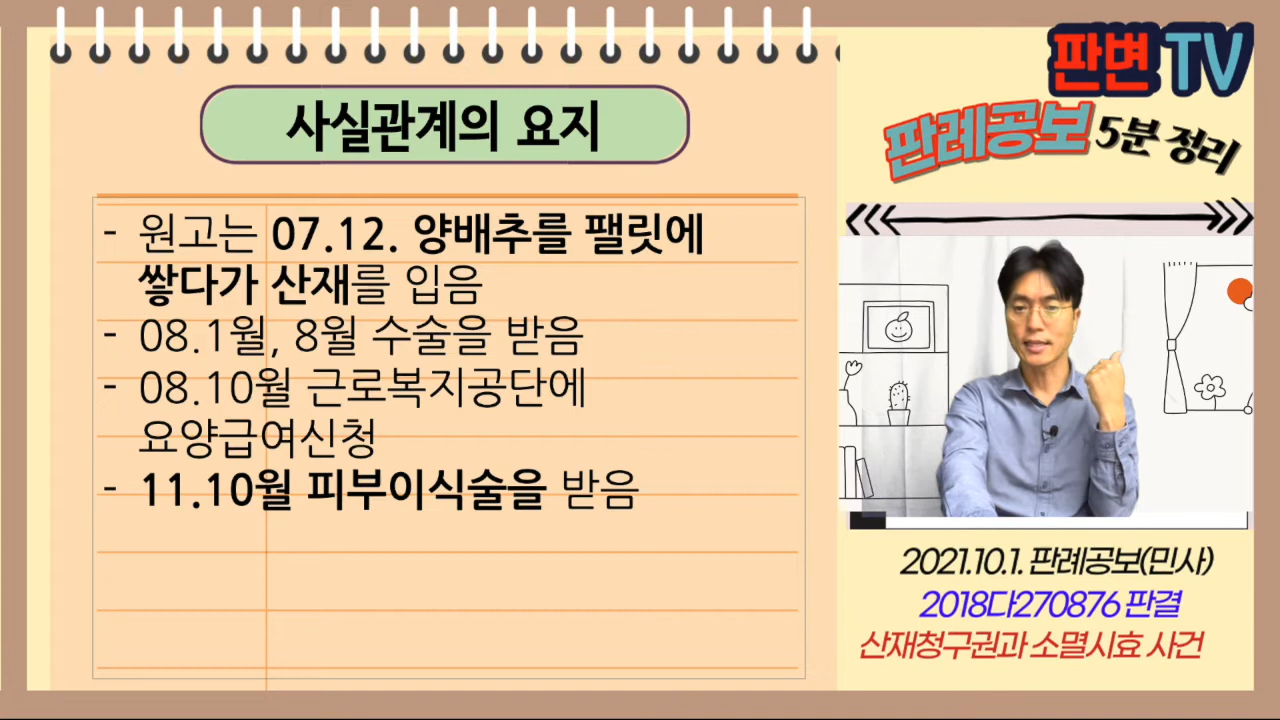 사실관계의 요지
- 원고는 07.12. 양배추를 팰릿에
쌓다가 산재를 입음
- 08.1월, 8월 수술을 받음
- 08.10월 근로복지공단에
요양급여신청
- 11.10월 피부이식술을 받음
판변 TV
판례공보 5분 정리
2021.10.1. 판례공보(민사)
2018다270876 판결
산재청구권과 소멸시효 사건